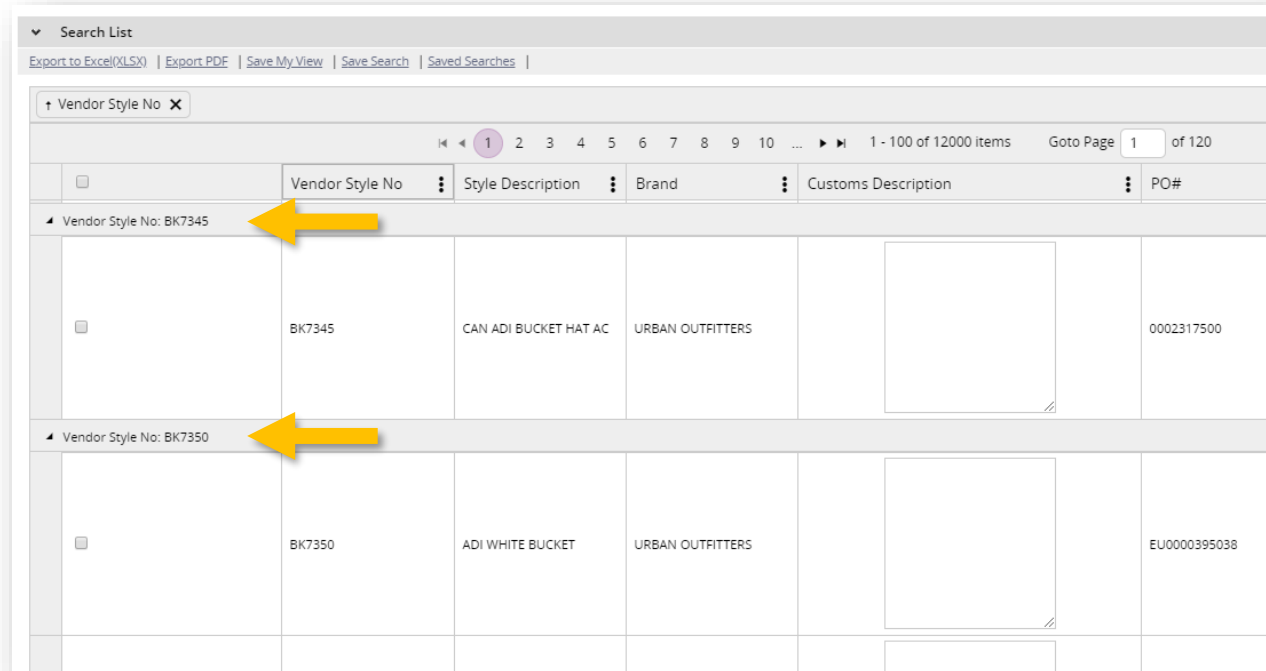 Search List
Export to Excel(XLSX) | Export PDF | Save My View | Save Search | Saved Searches |
↑ Vendor Style No ✕
1 2 3 4 5 6 7 8 9 10 ... 1 - 100 of 12000 items Goto Page 1 of 120
Vendor Style No Style Description Brand Customs Description PO#
Vendor Style No: BK7345
BK7345 CAN ADI BUCKET HAT AC URBAN OUTFITTERS 0002317500
Vendor Style No: BK7350
BK7350 ADI WHITE BUCKET URBAN OUTFITTERS EU0000395038